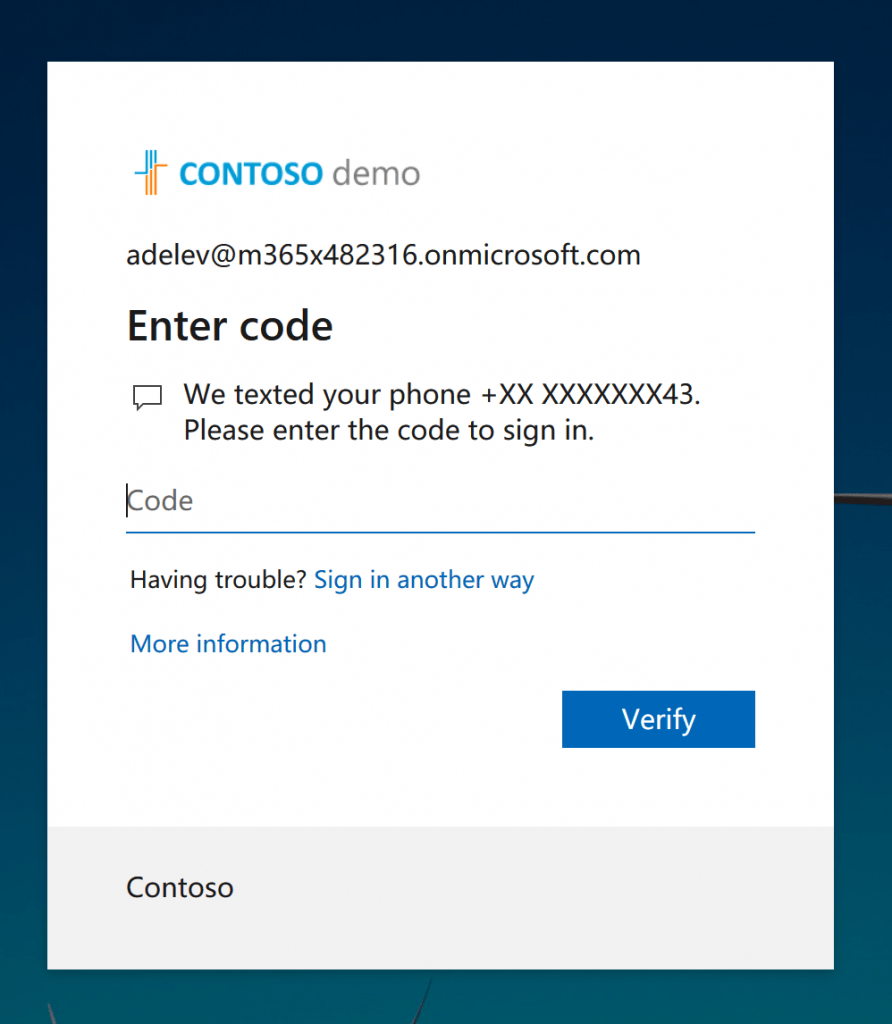 CONTOSO demo
adelev@m365x482316.onmicrosoft.com
Enter code
We texted your phone +XX XXXXXXX43.
Please enter the code to sign in.
Code
Having trouble? Sign in another way
More information
Verify
Contoso